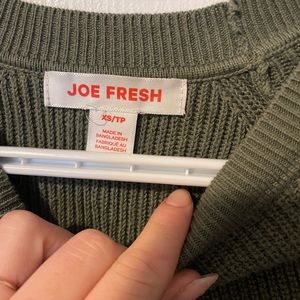 JOE FRESH
XS/TP
MADE IN
BANGLADESH
FABRIQUÉ AU
BANGLADESH